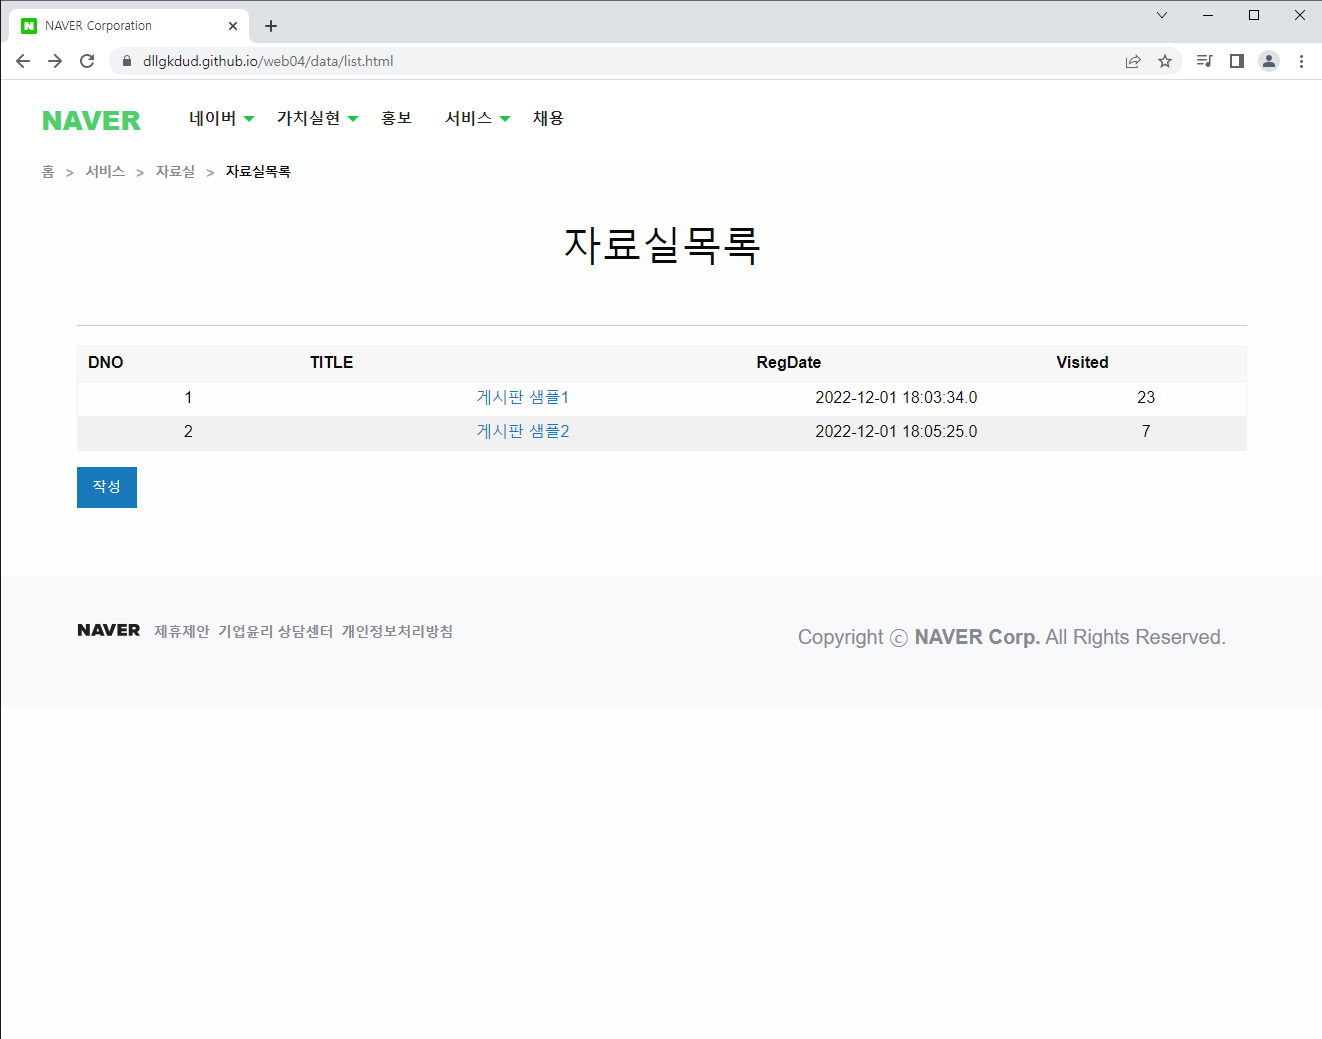 NAVER Corporation
dllgkdud.github.io/web04/data/list.html
NAVER 네이버 가치실현 홍보 서비스 채용
홈 > 서비스 > 자료실 > 자료실목록
자료실목록
DNO TITLE RegDate Visited
1 게시판 샘플1 2022-12-01 18:03:34.0 23
2 게시판 샘플2 2022-12-01 18:05:25.0 7
작성
NAVER 제휴제안 기업윤리 상담센터 개인정보처리방침
Copyright ⓒ NAVER Corp. All Rights Reserved.